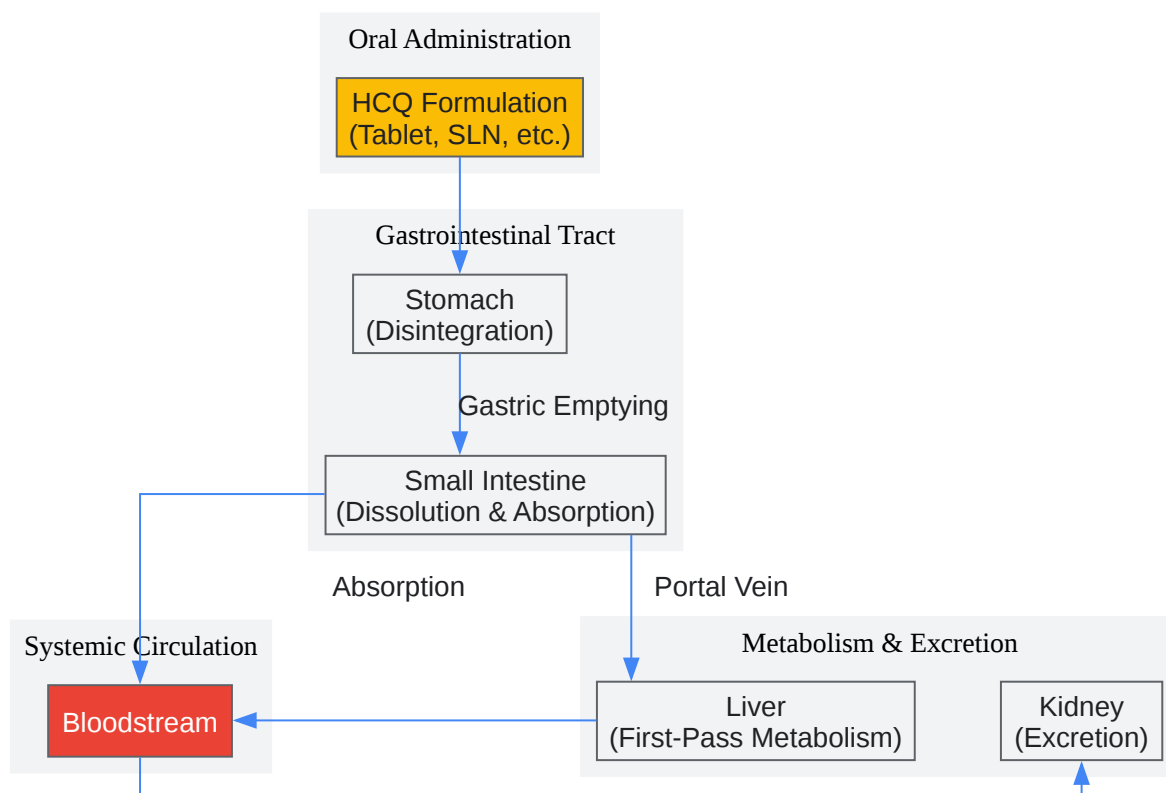 Oral Administration
HCQ Formulation
(Tablet, SLN, etc.)
Gastrointestinal Tract
Stomach
(Disintegration)
Gastric Emptying
Small Intestine
(Dissolution & Absorption)
Absorption
Portal Vein
Systemic Circulation
Bloodstream
Metabolism & Excretion
Liver
(First-Pass Metabolism)
Kidney
(Excretion)